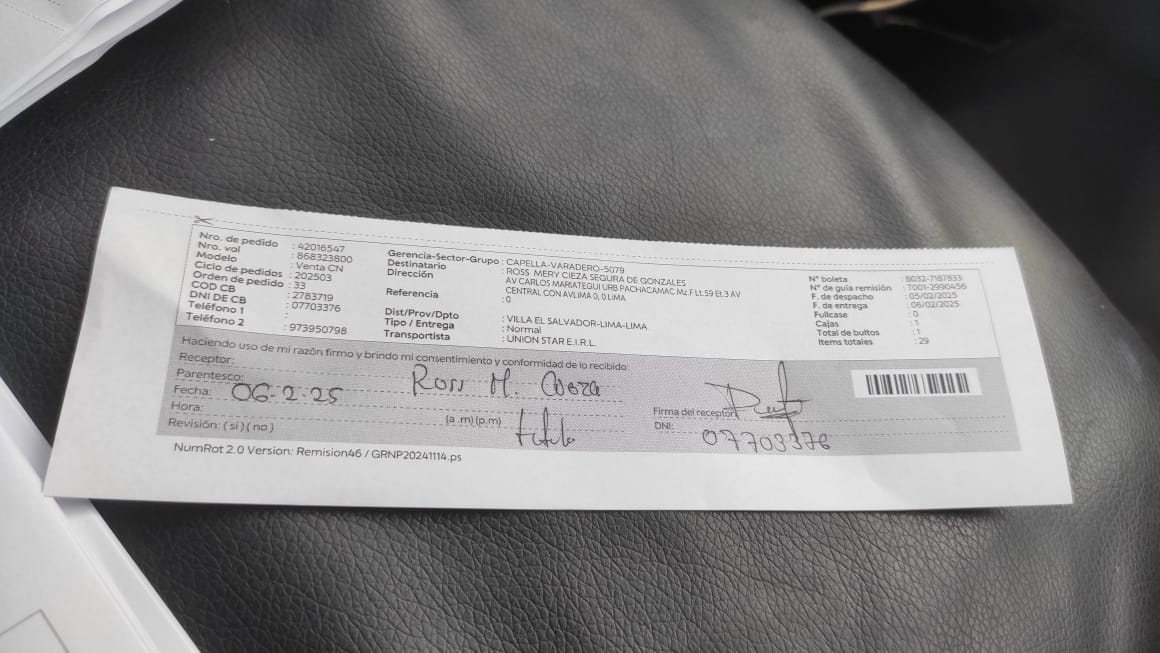 Nro. de pedido : 42016547
Nro. vol : 868323800
Modelo : Venta CN
Ciclo de pedidos : 202503
Orden de pedido : 33
COD CB : 2783719
DNI DE CB : 07703376
Teléfono 1 :
Teléfono 2 : 973950798
Gerencia-Sector-Grupo : CAPELLA-VARADERO-5079
Destinatario : ROSS MERY CIEZA SEGURA DE GONZALES
Dirección : AV CARLOS MARIATEGUI URB PACHACAMAC Mz.F Lt.59 Et.3 AV
CENTRAL CON AVLIMA 0, 0 LIMA
Referencia : 0
Dist/Prov/Dpto : VILLA EL SALVADOR-LIMA-LIMA
Tipo / Entrega : Normal
Transportista : UNION STAR E.I.R.L.
N° boleta : B032-7187833
N° de guia remisión : T001-2990456
F. de despacho : 05/02/2025
F. de entrega : 06/02/2025
Fullcase : 0
Cajas : 1
Total de bultos : 1
Items totales : 29
Haciendo uso de mi razón firmo y brindo mi consentimiento y conformidad de lo recibido:
Receptor: Ross M.
Parentesco:
Fecha: 06-2-25
Hora: (a .m) (p.m)
Revisión: ( si ) ( no )
Firma del receptor
DNI: 07703376
NumRot 2.0 Version: Remision46 / GRNP20241114.ps